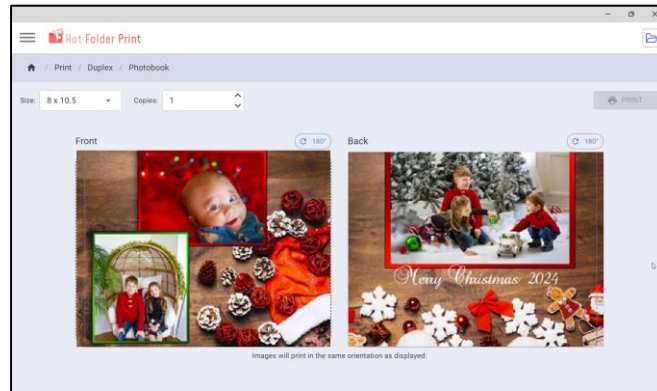 Hot Folder Print
/ Print / Duplex / Photobook
Size: 8 x 10.5 Copies: 1 PRINT
Front 180° Back 180°
Merry Christmas 2024
Images will print in the same orientation as displayed.